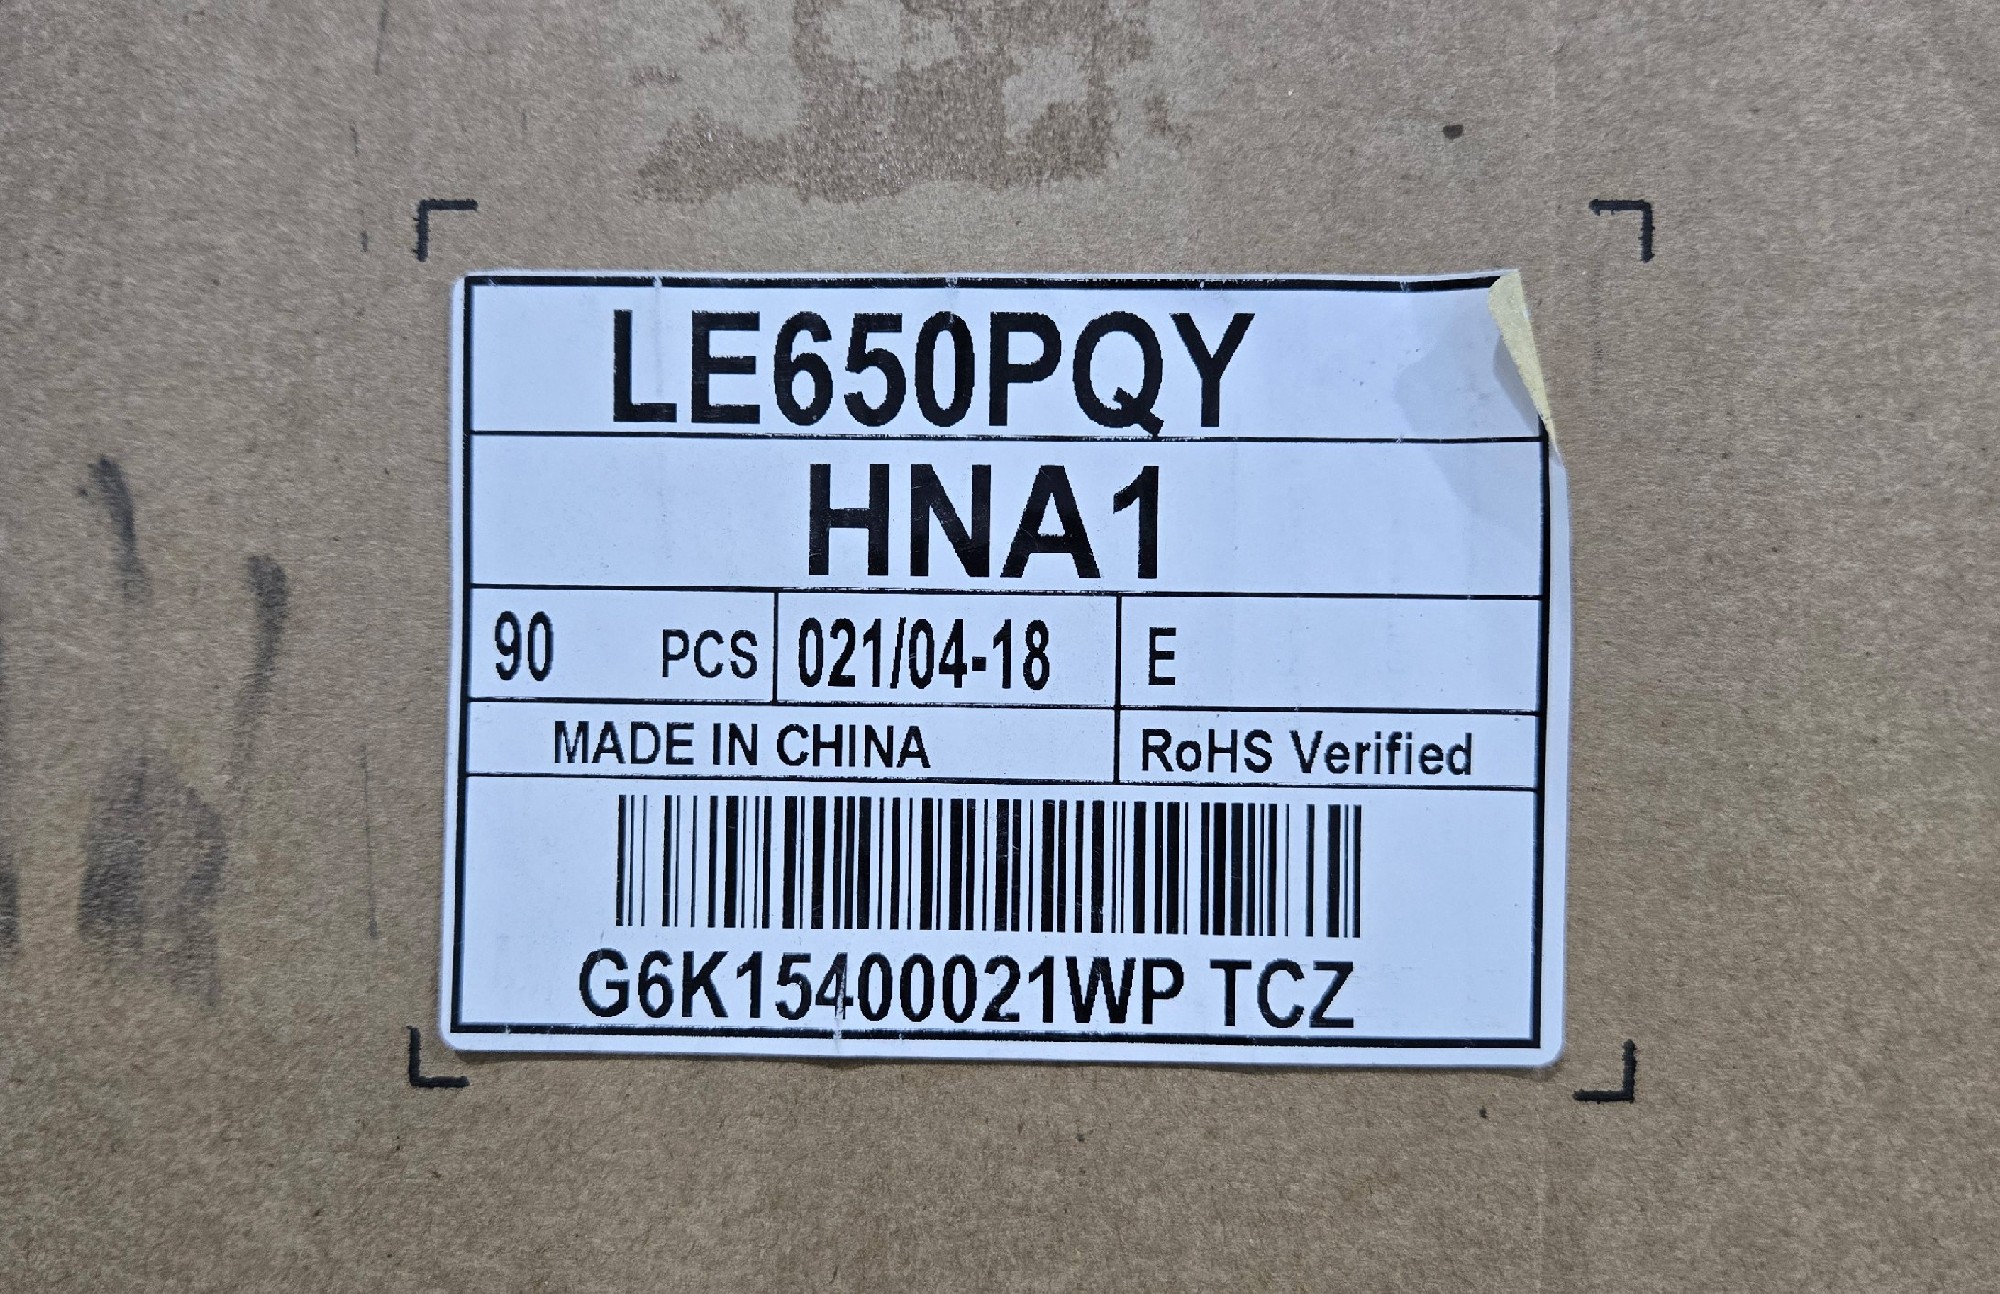 LE650PQY
HNA1
90 PCS 021/04-18 E
MADE IN CHINA RoHS Verified
G6K15400021WP TCZ